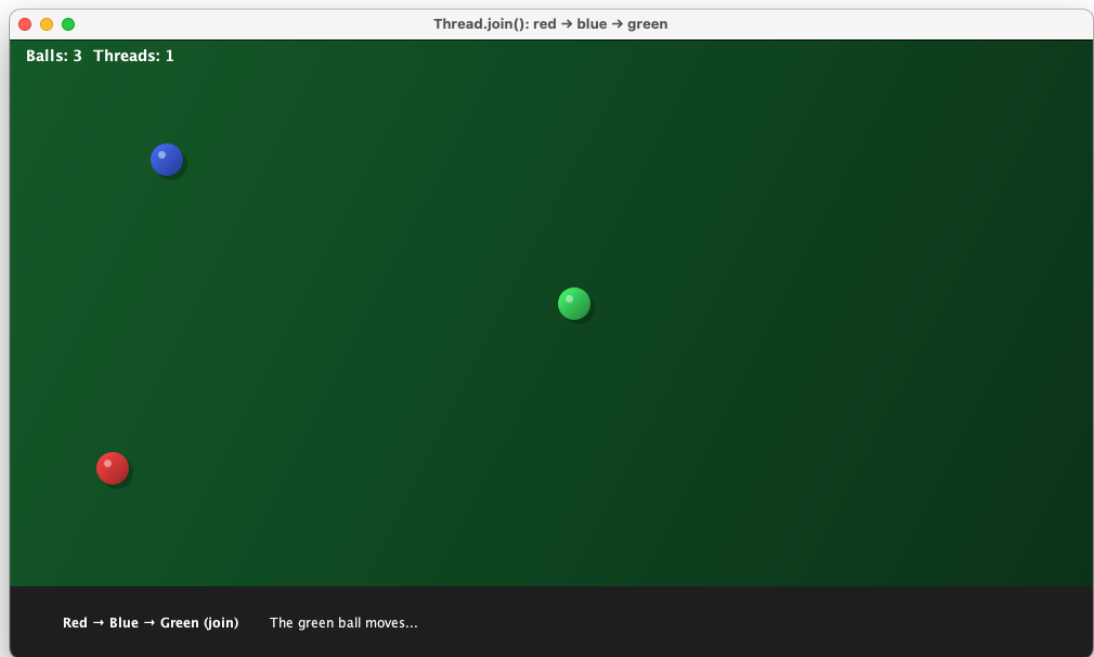 Thread.join(): red → blue → green
Balls: 3  Threads: 1
Red → Blue → Green (join)
The green ball moves...